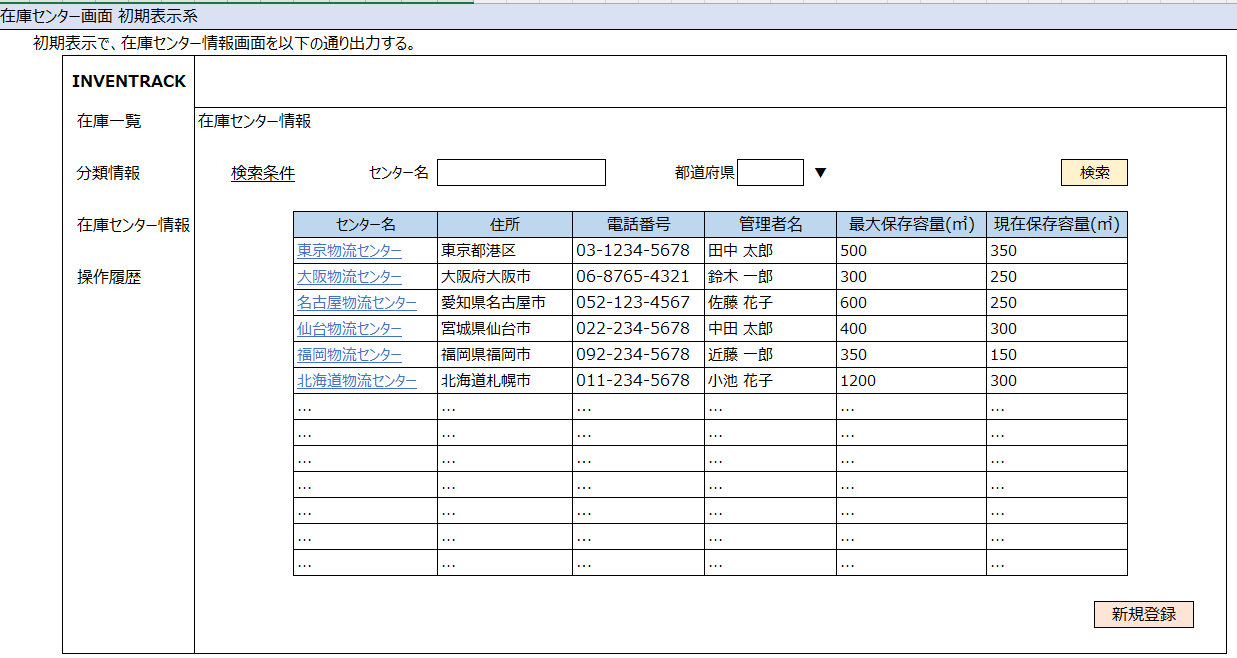 在庫センター画面 初期表示系
初期表示で、在庫センター情報画面を以下の通り出力する。
INVENTRACK
在庫一覧
分類情報
在庫センター情報
操作履歴
在庫センター情報
検索条件 センター名 都道府県 ▼ 検索
センター名 住所 電話番号 管理者名 最大保存容量(㎥) 現在保存容量(㎥)
東京物流センター 東京都港区 03-1234-5678 田中 太郎 500 350
大阪物流センター 大阪府大阪市 06-8765-4321 鈴木 一郎 300 250
名古屋物流センター 愛知県名古屋市 052-123-4567 佐藤 花子 600 250
仙台物流センター 宮城県仙台市 022-234-5678 中田 太郎 400 300
福岡物流センター 福岡県福岡市 092-234-5678 近藤 一郎 350 150
北海道物流センター 北海道札幌市 011-234-5678 小池 花子 1200 300
… … … … … …
… … … … … …
… … … … … …
… … … … … …
… … … … … …
… … … … … …
… … … … … …
新規登録